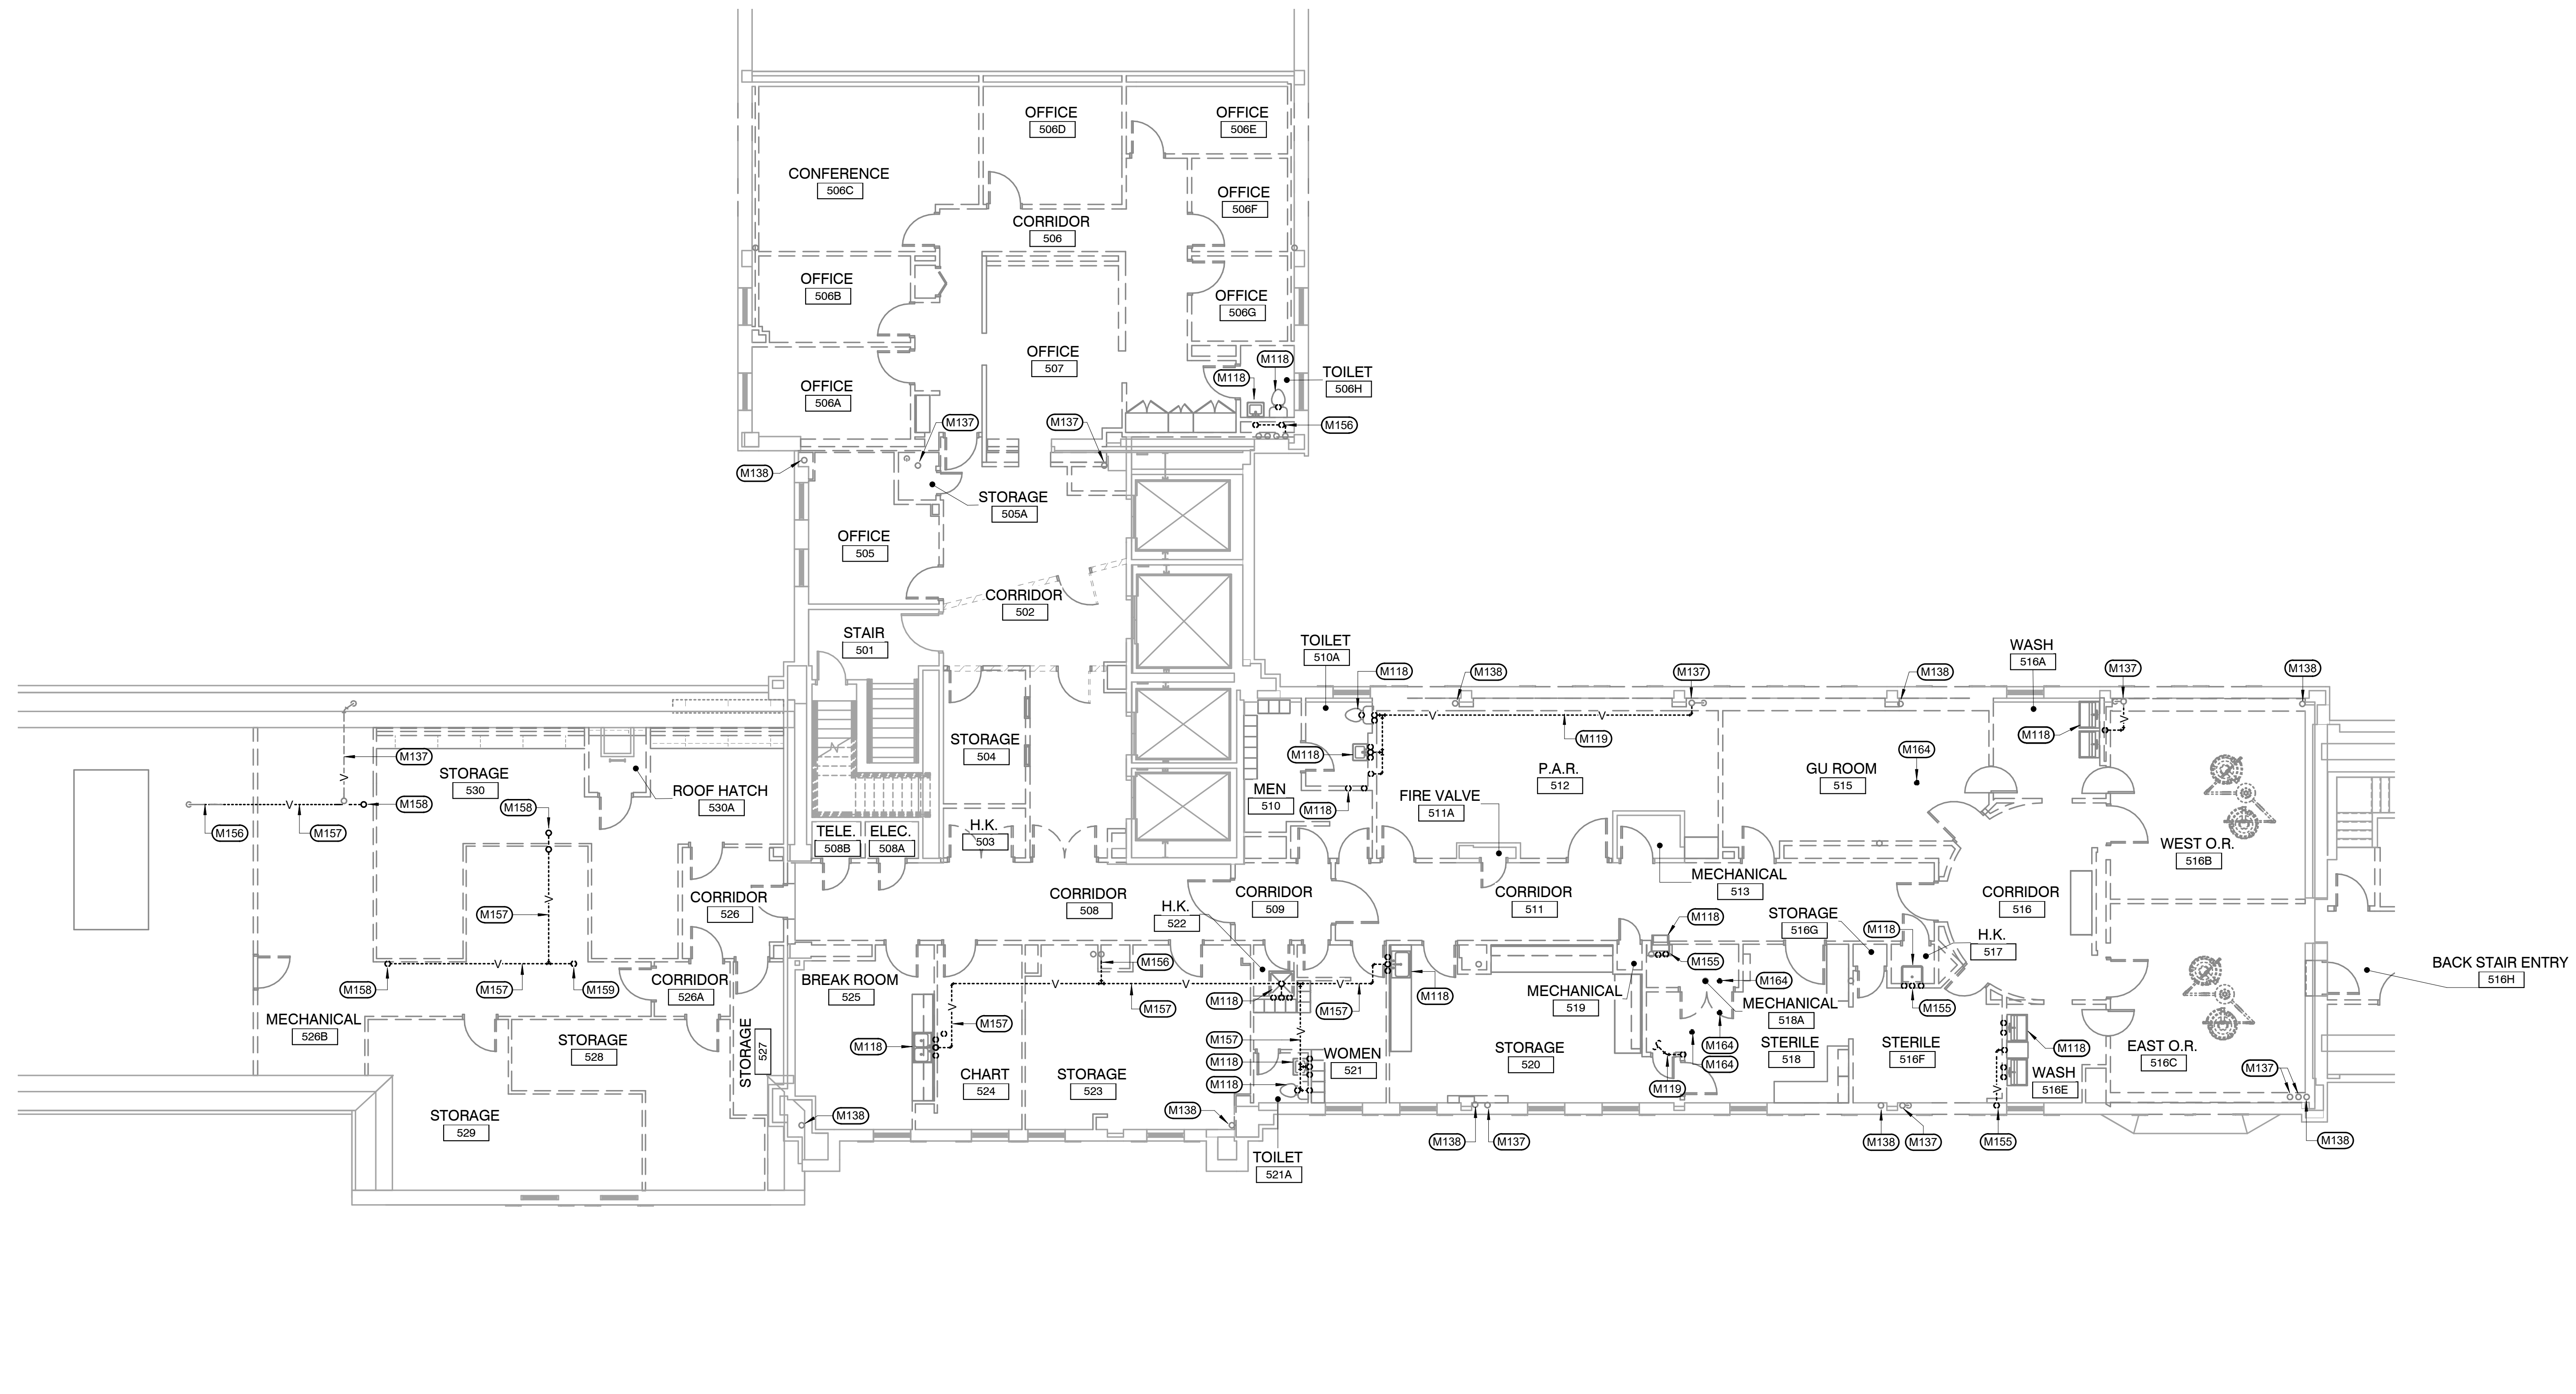 OFFICE
506D
OFFICE
506E
CONFERENCE
506C
OFFICE
506F
CORRIDOR
506
OFFICE
506B
OFFICE
506G
OFFICE
507
M118
M118
TOILET
506H
OFFICE
506A
M137
M137
M156
M138
STORAGE
505A
OFFICE
505
CORRIDOR
502
STAIR
501
TOILET
510A
WASH
516A
M118
M138
M137
M138
M137
M138
V
V
V
M119
M118
M118
STORAGE
504
M164
M137
V
STORAGE
530
GU ROOM
515
P.A.R.
512
MEN
510
N
N
ROOF HATCH
530A
M158
M158
V
M118
FIRE VALVE
511A
M156
M157
TELE.
508B
ELEC.
508A
H.K.
503
WEST O.R.
516B
MECHANICAL
513
CORRIDOR
526
CORRIDOR
508
CORRIDOR
509
CORRIDOR
511
CORRIDOR
516
V
M157
H.K.
522
M118
STORAGE
516G
M118
H.K.
517
M156
M155
BACK STAIR ENTRY
516H
V
M158
M157
M159
CORRIDOR
526A
BREAK ROOM
525
V
V
V
M157
M118
M157
M118
MECHANICAL
519
M164
MECHANICAL
518A
M155
MECHANICAL
526B
V
M157
V
M157
M164
STORAGE
528
STORAGE
527
M118
M118
WOMEN
521
STORAGE
520
M164
STERILE
518
STERILE
516F
M118
EAST O.R.
516C
CHART
524
STORAGE
523
M118
M119
WASH
516E
V
M137
STORAGE
529
M138
M138
M138
M137
M138
M137
M155
M138
TOILET
521A